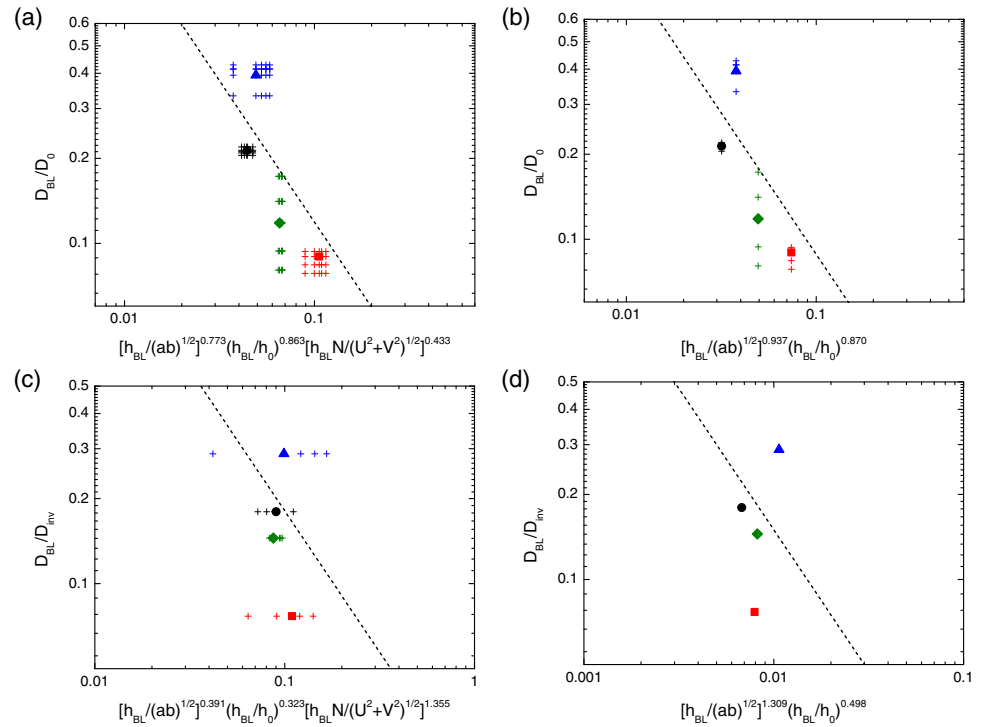 (a)
0.6
0.5
0.4
0.3
0.2
0.1
D_BL/D_0
0.01
0.1
[h_BL/(ab)^1/2]^0.773(h_BL/h_0)^0.863[h_BL N/(U²+V²)^1/2]^0.433
(b)
0.6
0.5
0.4
0.3
0.2
0.1
D_BL/D_0
0.01
0.1
[h_BL/(ab)^1/2]^0.937(h_BL/h_0)^0.870
(c)
0.5
0.4
0.3
0.2
0.1
D_BL/D_inv
0.01
0.1
1
[h_BL/(ab)^1/2]^0.391(h_BL/h_0)^0.323[h_BL N/(U²+V²)^1/2]^1.355
(d)
0.5
0.4
0.3
0.2
0.1
D_BL/D_inv
0.001
0.01
0.1
[h_BL/(ab)^1/2]^1.309(h_BL/h_0)^0.498